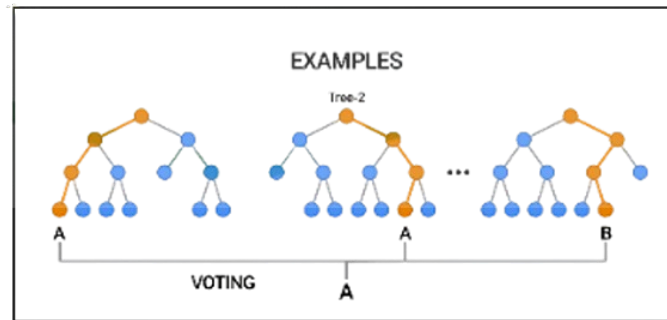 EXAMPLES
Tree-2
...
A A B
VOTING
A